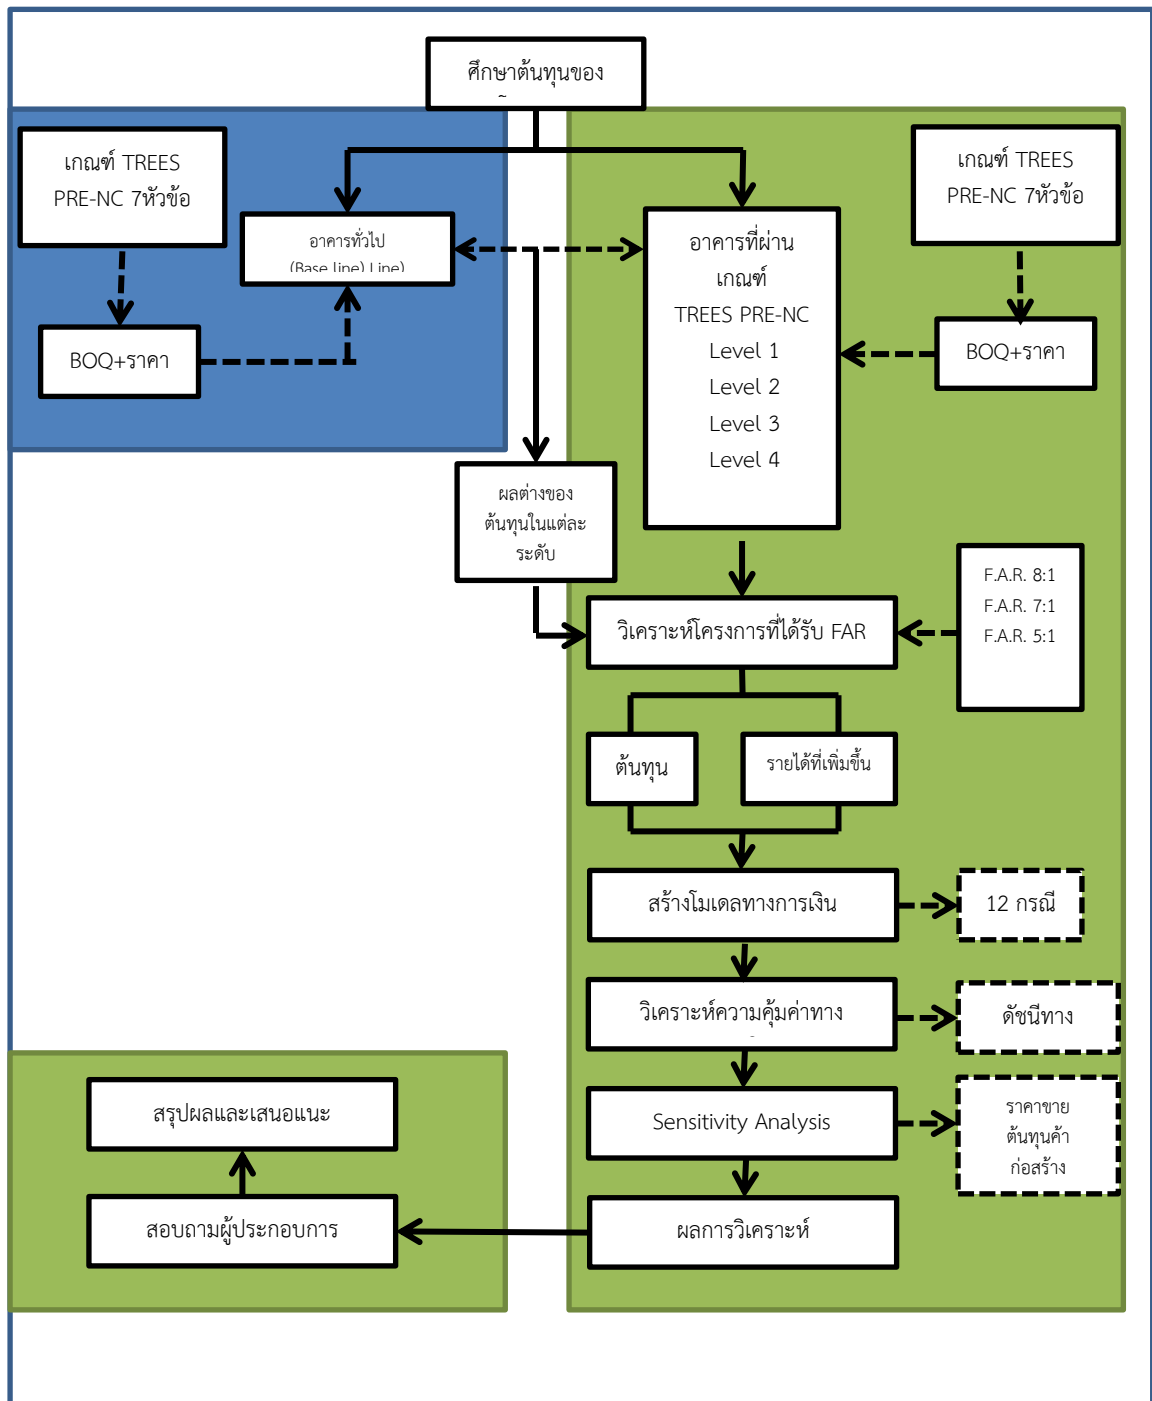 ศึกษาต้นทุนของ
เกณฑ์ TREES
PRE-NC 7หัวข้อ
อาคารทั่วไป
(Base line) Line)
BOQ+ราคา
อาคารที่ผ่าน
เกณฑ์
TREES PRE-NC
Level 1
Level 2
Level 3
Level 4
เกณฑ์ TREES
PRE-NC 7หัวข้อ
BOQ+ราคา
ผลต่างของ
ต้นทุนในแต่ละ
ระดับ
F.A.R. 8:1
F.A.R. 7:1
F.A.R. 5:1
วิเคราะห์โครงการที่ได้รับ FAR
ต้นทุน
รายได้ที่เพิ่มขึ้น
สร้างโมเดลทางการเงิน
12 กรณี
วิเคราะห์ความคุ้มค่าทาง
ดัชนีทาง
Sensitivity Analysis
ราคาขาย
ต้นทุนค่า
ก่อสร้าง
ผลการวิเคราะห์
สอบถามผู้ประกอบการ
สรุปผลและเสนอแนะ